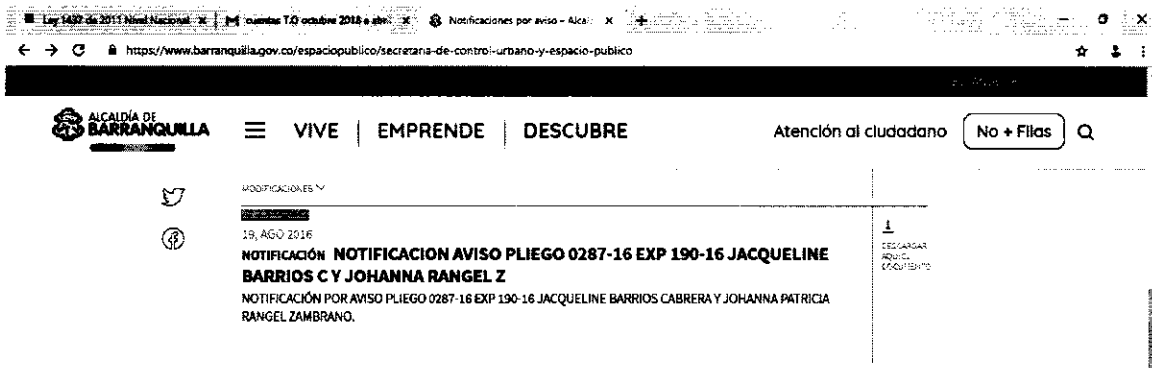 Ley 1437 de 2011 Nivel Nacional × cuentas T.O octubre 2018 a abri × Notificaciones por aviso - Alcal × +
https://www.barranquilla.gov.co/espaciopublico/secretaria-de-control-urbano-y-espacio-publico
ALCALDÍA DE
BARRANQUILLA
VIVE | EMPRENDE | DESCUBRE
Atención al ciudadano
No + Filas
MODIFICACIONES
19, AGO 2016
NOTIFICACIÓN NOTIFICACION AVISO PLIEGO 0287-16 EXP 190-16 JACQUELINE
BARRIOS C Y JOHANNA RANGEL Z
NOTIFICACIÓN POR AVISO PLIEGO 0287-16 EXP 190-16 JACQUELINE BARRIOS CABRERA Y JOHANNA PATRICIA
RANGEL ZAMBRANO.
DESCARGAR
AQUI EL
DOCUMENTO